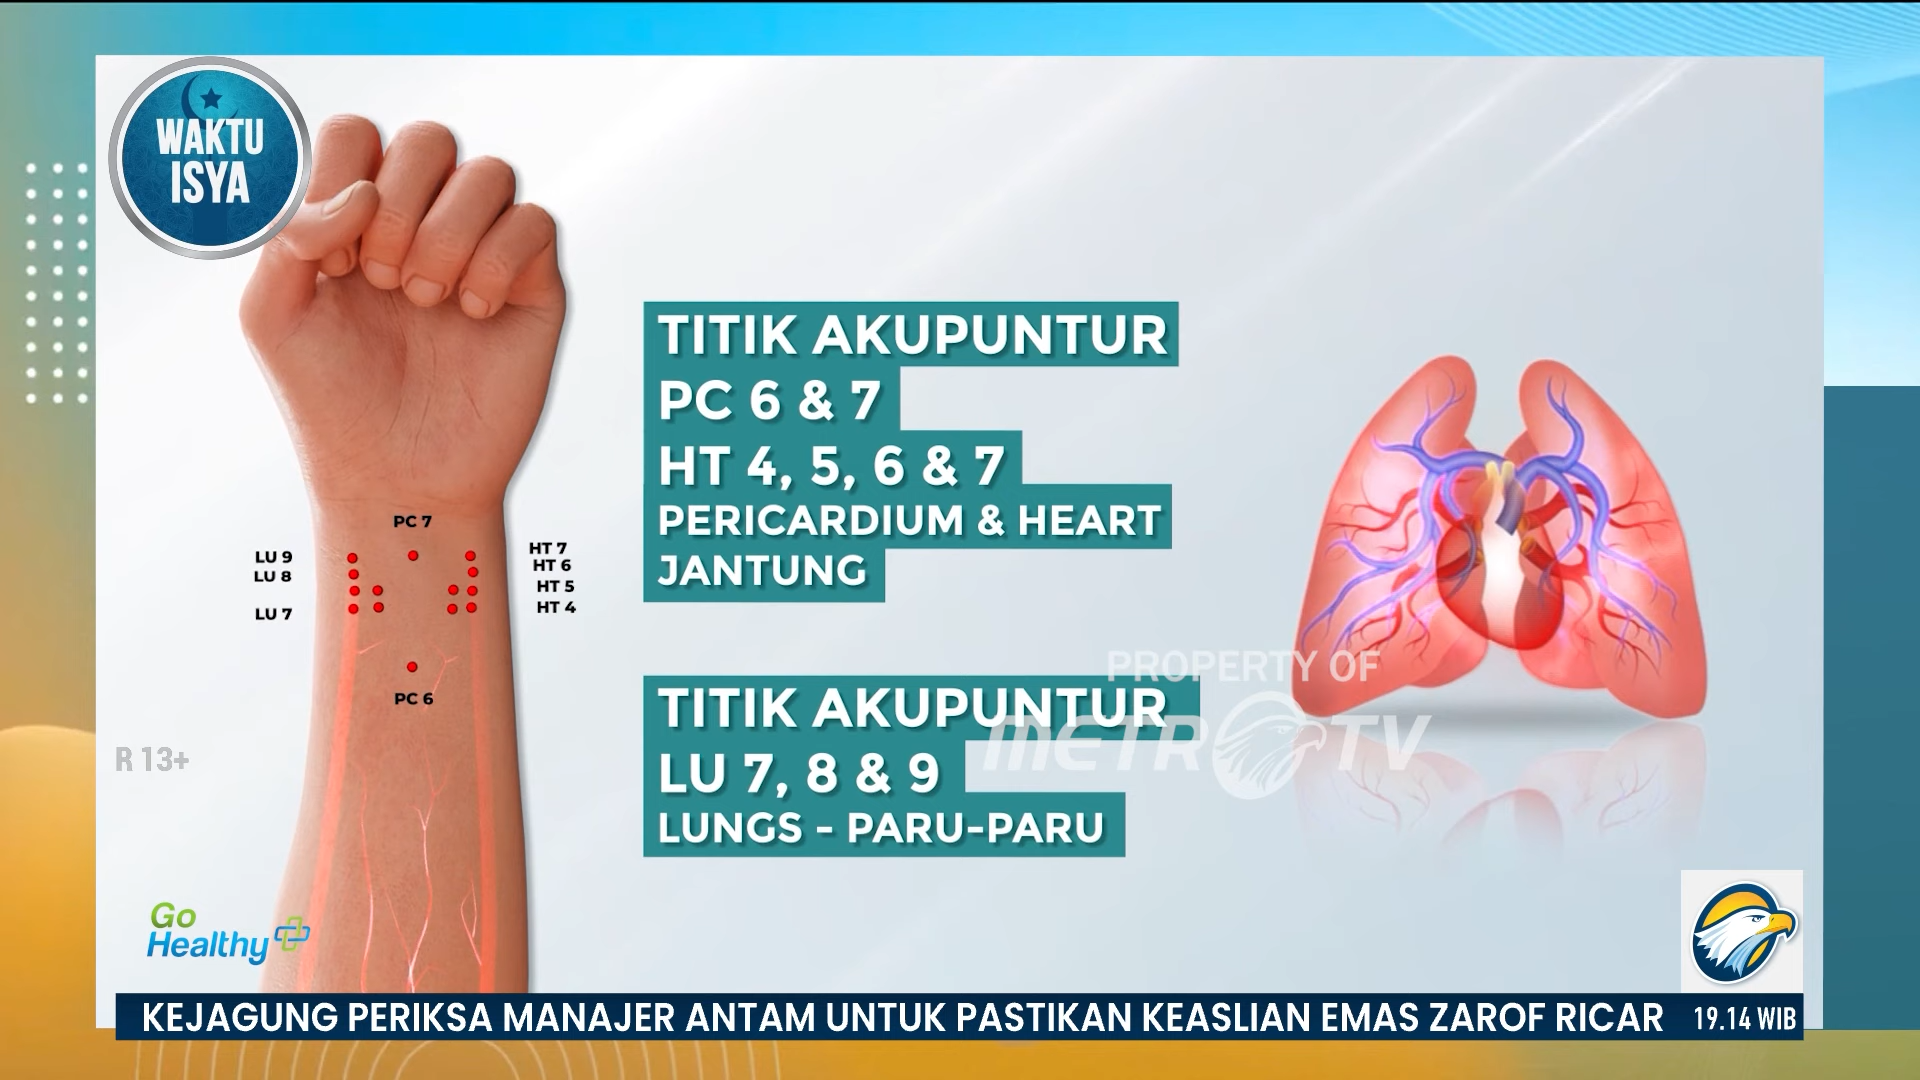 WAKTU
ISYA
TITIK AKUPUNTUR
PC 6 & 7
HT 4, 5, 6 & 7
PERICARDIUM & HEART
JANTUNG
PC 7
LU 9
LU 8
LU 7
HT 7
HT 6
HT 5
HT 4
PC 6
TITIK AKUPUNTUR
LU 7, 8 & 9
LUNGS - PARU-PARU
PROPERTY OF
METRO TV
R 13+
Go
Healthy
KEJAGUNG PERIKSA MANAJER ANTAM UNTUK PASTIKAN KEASLIAN EMAS ZAROF RICAR
19.14 WIB